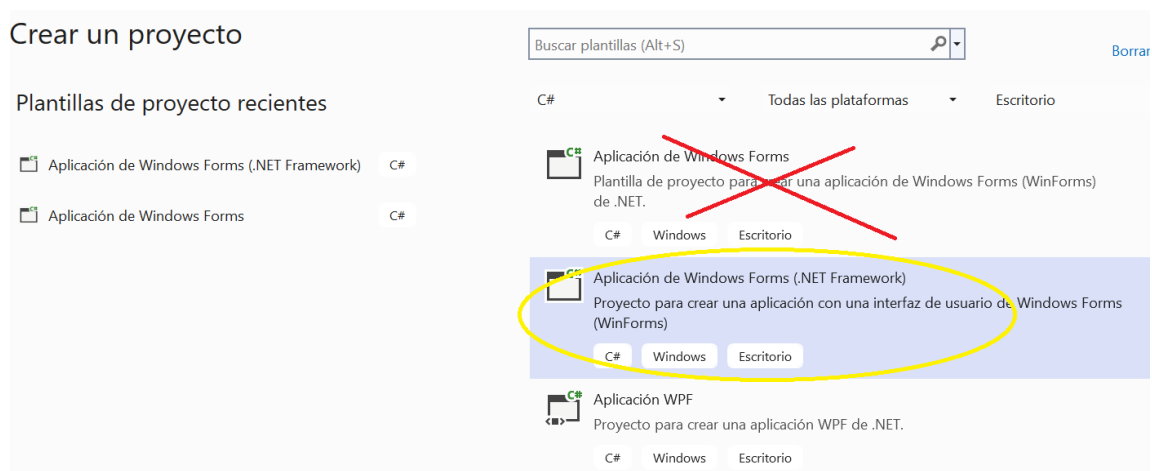 Crear un proyecto
Buscar plantillas (Alt+S)
Borrar
Plantillas de proyecto recientes
C#
Todas las plataformas
Escritorio
Aplicación de Windows Forms (.NET Framework)
C#
Aplicación de Windows Forms
C#
C#
Aplicación de Windows Forms
Plantilla de proyecto para crear una aplicación de Windows Forms (WinForms)
de .NET.
C# Windows Escritorio
C#
Aplicación de Windows Forms (.NET Framework)
Proyecto para crear una aplicación con una interfaz de usuario de Windows Forms
(WinForms)
C# Windows Escritorio
C#
Aplicación WPF
Proyecto para crear una aplicación WPF de .NET.
C# Windows Escritorio